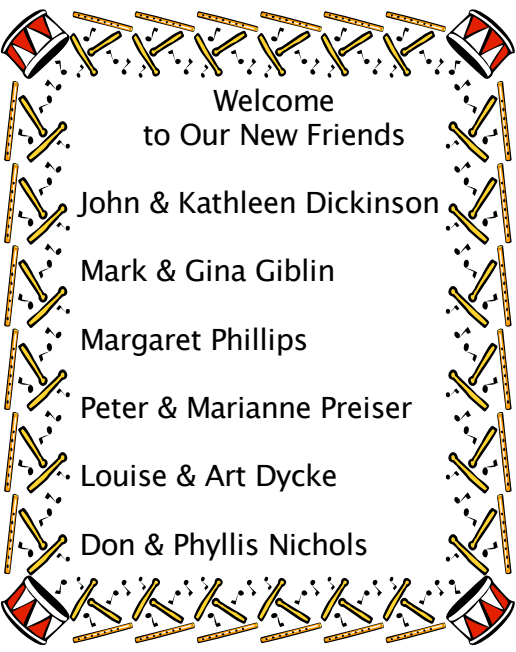 Welcome
to Our New Friends
John & Kathleen Dickinson
Mark & Gina Giblin
Margaret Phillips
Peter & Marianne Preiser
Louise & Art Dycke
Don & Phyllis Nichols